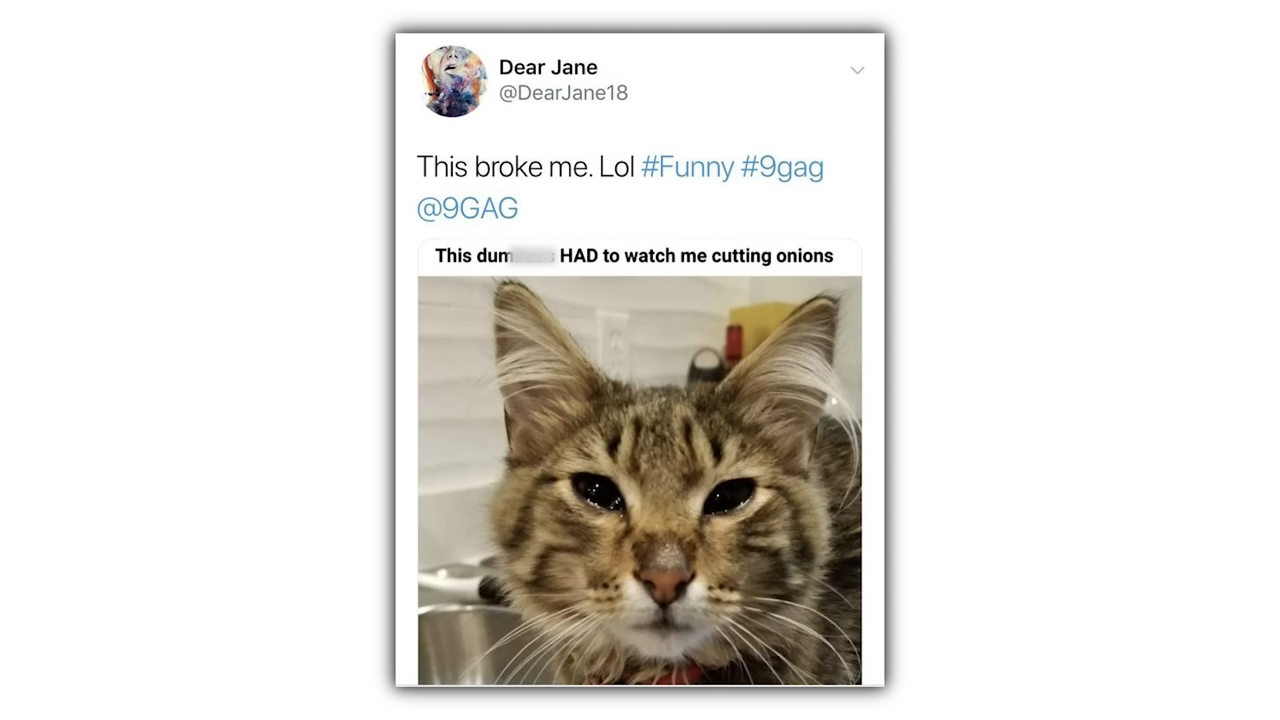 Dear Jane
@DearJane18
This broke me. Lol #Funny #9gag
@9GAG
This HAD to watch me cutting onions